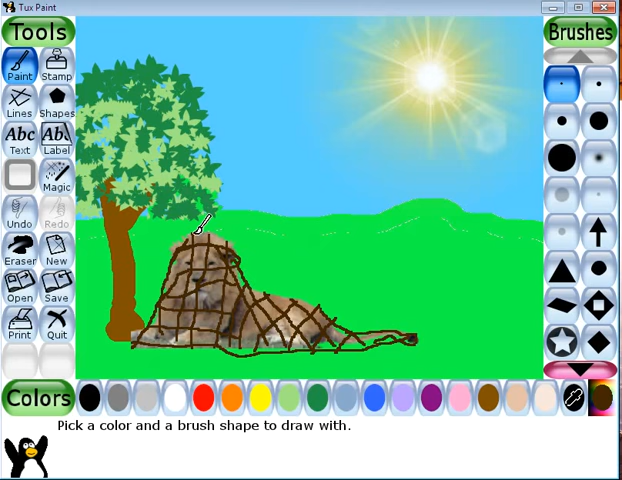 Tux Paint
Tools
Brushes
Paint
Stamp
Lines
Shapes
Abc
Abc
Text
Label
Magic
Undo
Redo
Eraser
New
Open
Save
Print
Quit
Colors
Pick a color and a brush shape to draw with.